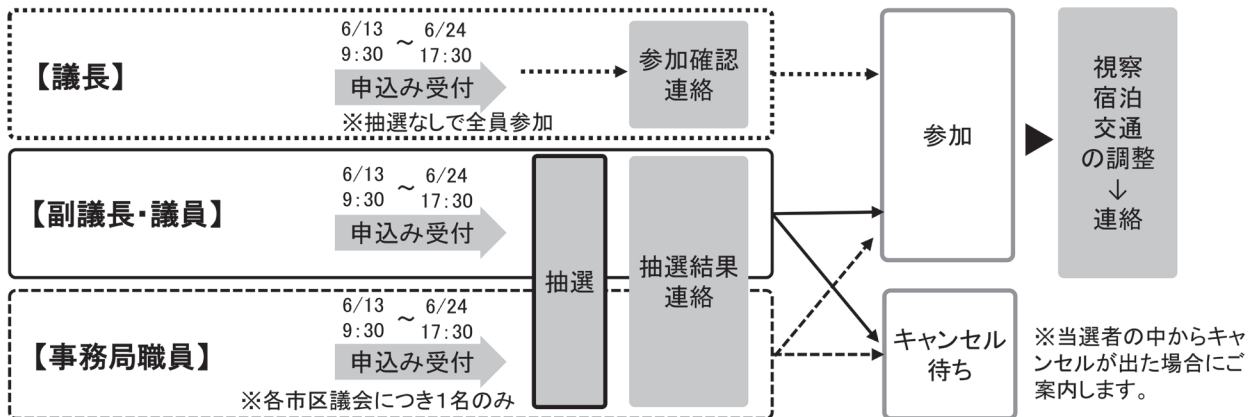 【議長】
6/13 ～ 6/24
9:30 17:30
申込み受付
※抽選なしで全員参加
参加確認
連絡
【副議長・議員】
6/13 ～ 6/24
9:30 17:30
申込み受付
【事務局職員】
6/13 ～ 6/24
9:30 17:30
申込み受付
※各市区議会につき1名のみ
抽選
抽選結果
連絡
参加
キャンセル
待ち
視察
宿泊
交通
の調整
↓
連絡
※当選者の中からキャ
ンセルが出た場合にご
案内します。